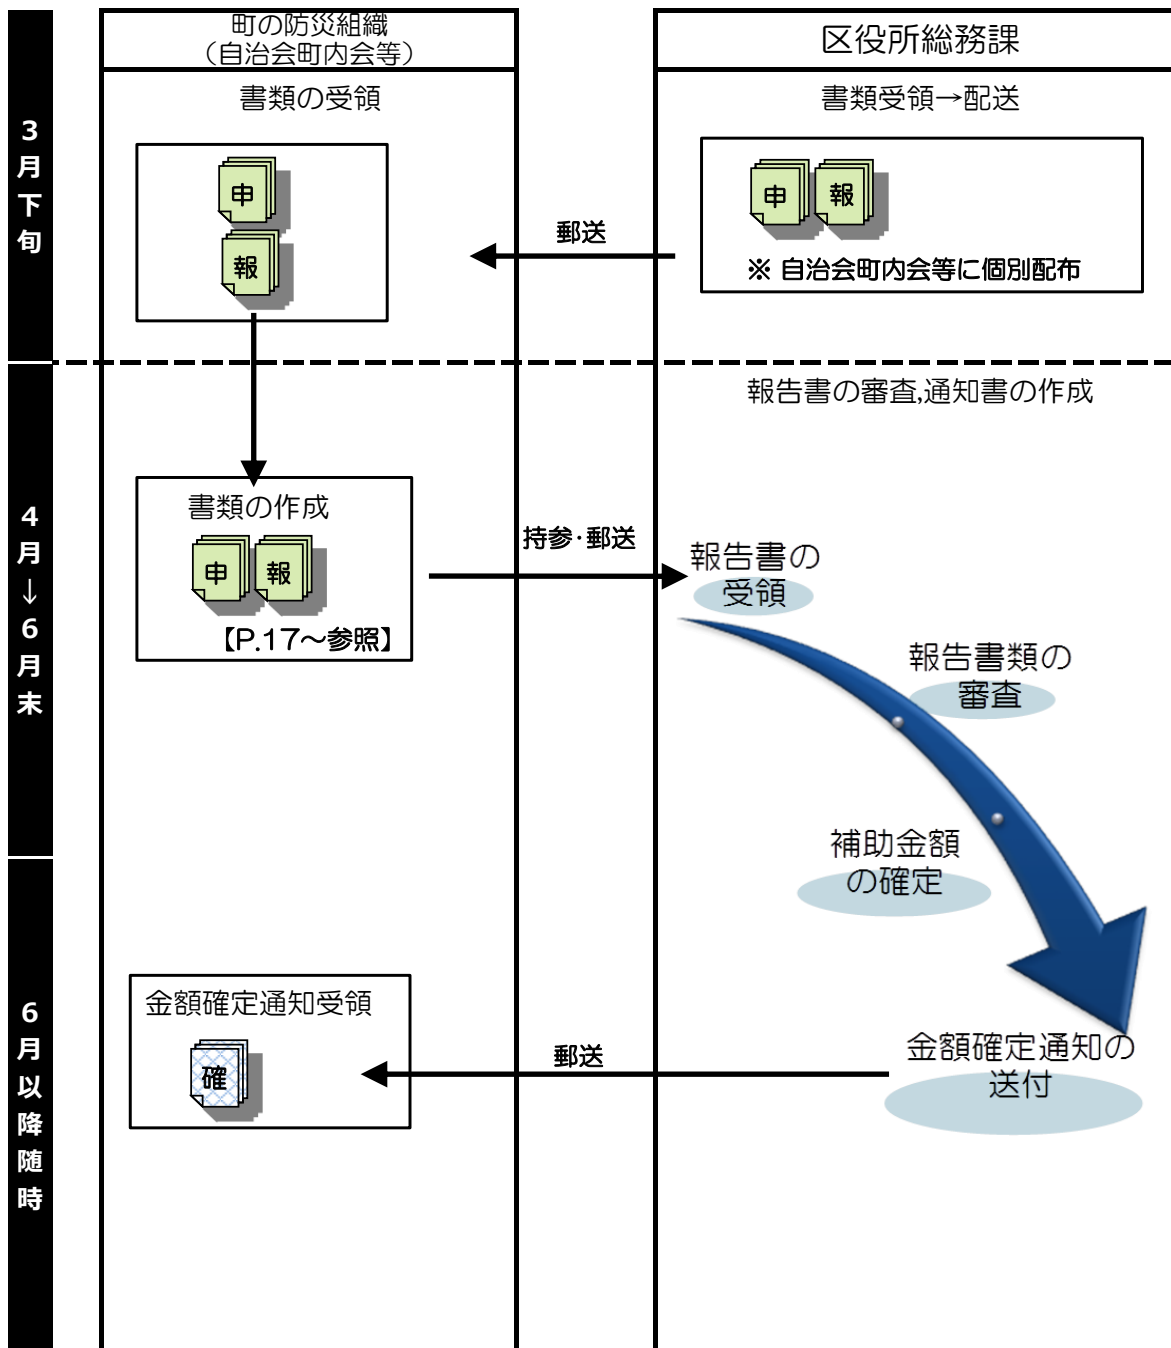 町の防災組織
（自治会町内会等）
区役所総務課
3月下旬
書類の受領
申
報
郵送
書類受領→配送
申
報
※ 自治会町内会等に個別配布
4月→6月末
報告書の審査,通知書の作成
書類の作成
申
報
【P.17～参照】
持参・郵送
報告書の
受領
報告書類の
審査
補助金額
の確定
6月以降随時
金額確定通知受領
確
郵送
金額確定通知の
送付